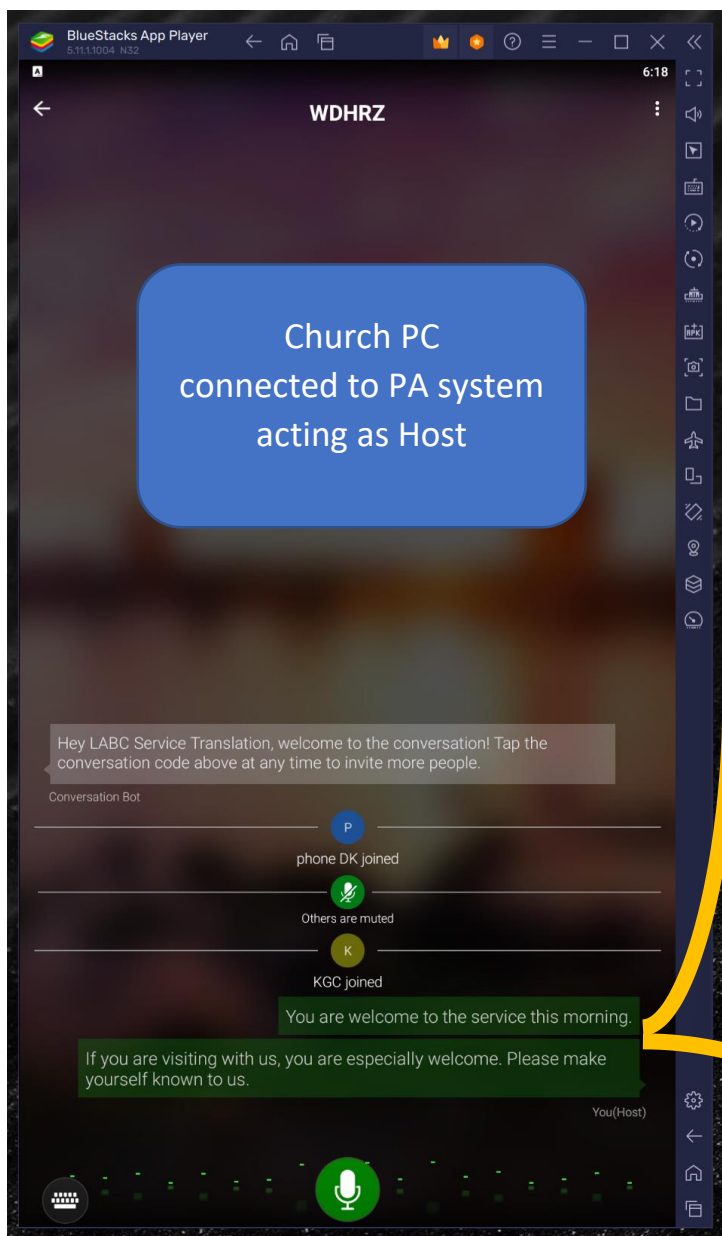 BlueStacks App Player
5.11.1.1004 N32
A
6:18
WDHRZ
Church PC
connected to PA system
acting as Host
Hey LABC Service Translation, welcome to the conversation! Tap the
conversation code above at any time to invite more people.
Conversation Bot
P
phone DK joined
Others are muted
K
KGC joined
You are welcome to the service this morning.
If you are visiting with us, you are especially welcome. Please make
yourself known to us.
You(Host)